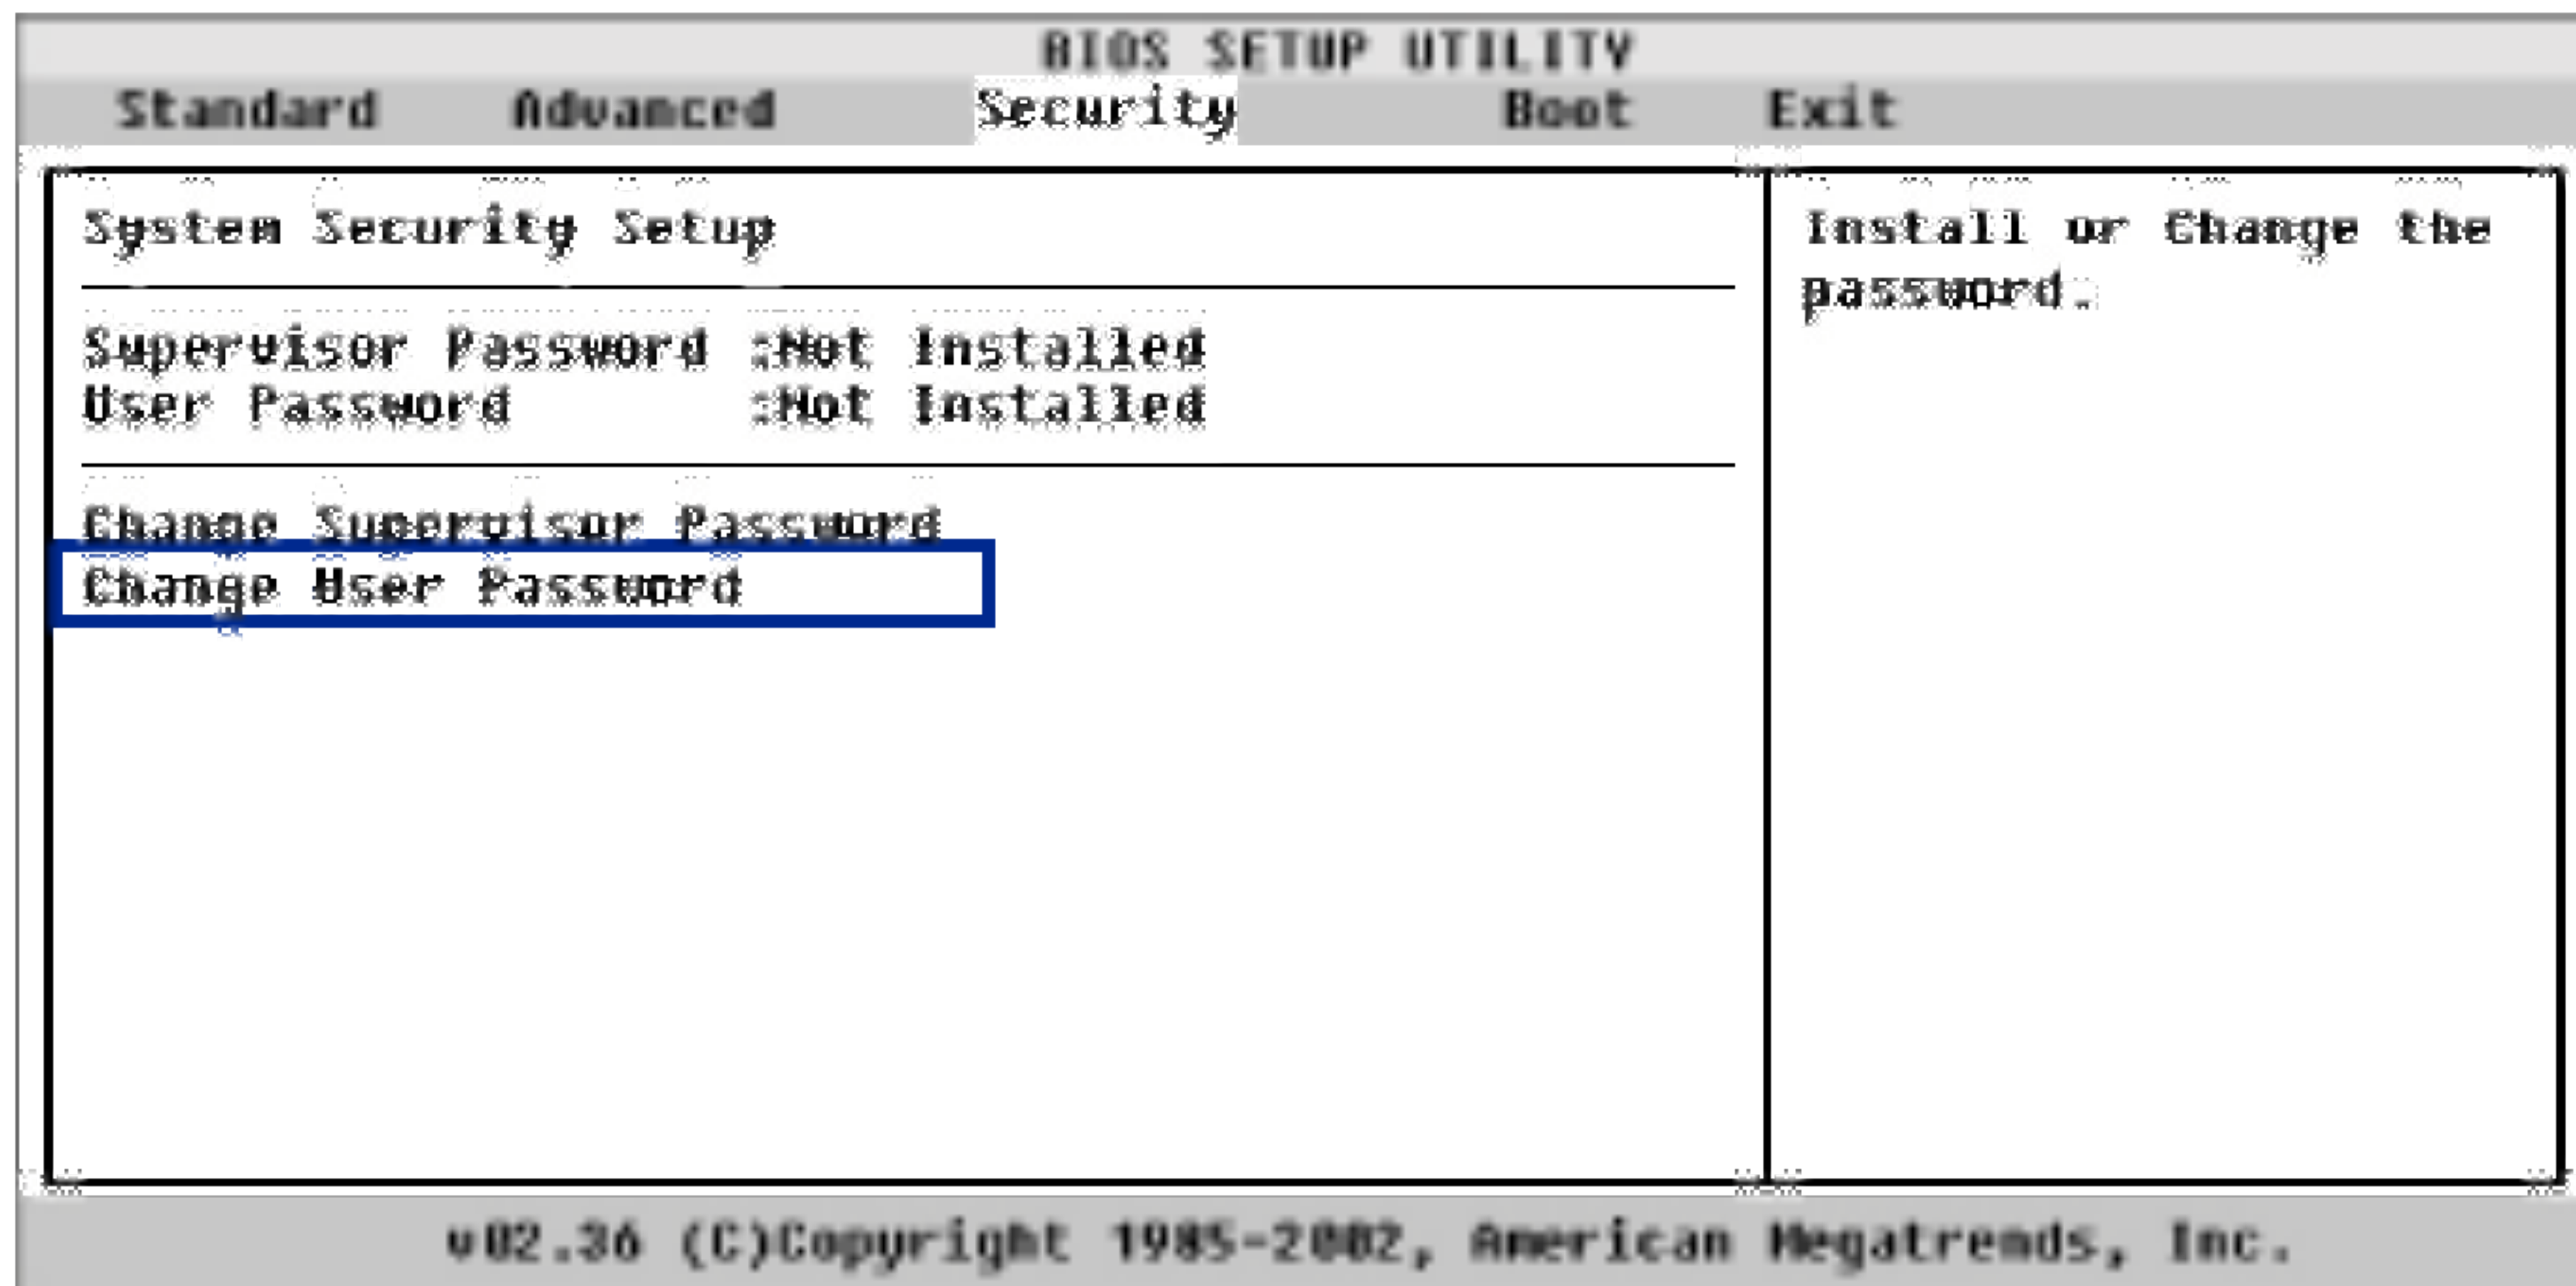 BIOS SETUP UTILITY
Standard Advanced Security Boot Exit
System Security Setup
Supervisor Password :Not Installed
User Password :Not Installed
Change Supervisor Password
Change User Password
Install or Change the
password.
v02.36 (C)Copyright 1985-2002, American Megatrends, Inc.